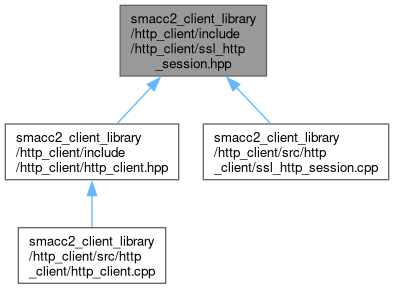 smacc2_client_library
/http_client/include
/http_client/ssl_http
_session.hpp
smacc2_client_library
/http_client/include
/http_client/http_client.hpp
smacc2_client_library
/http_client/src/http
_client/ssl_http_session.cpp
smacc2_client_library
/http_client/src/http
_client/http_client.cpp